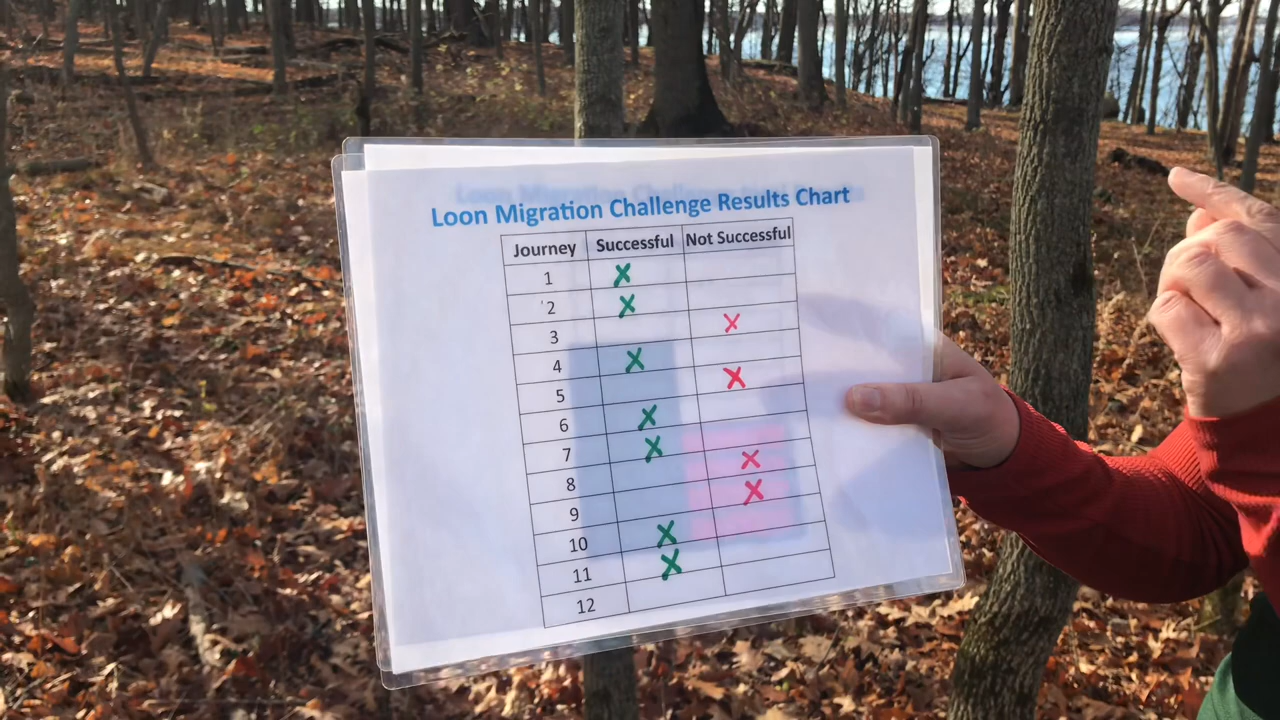 Loon Migration Challenge Results Chart
Journey Successful Not Successful
1 X
2 X
3 X
4 X
5 X
6 X
7 X
8 X
9 X
10 X
11 X
12